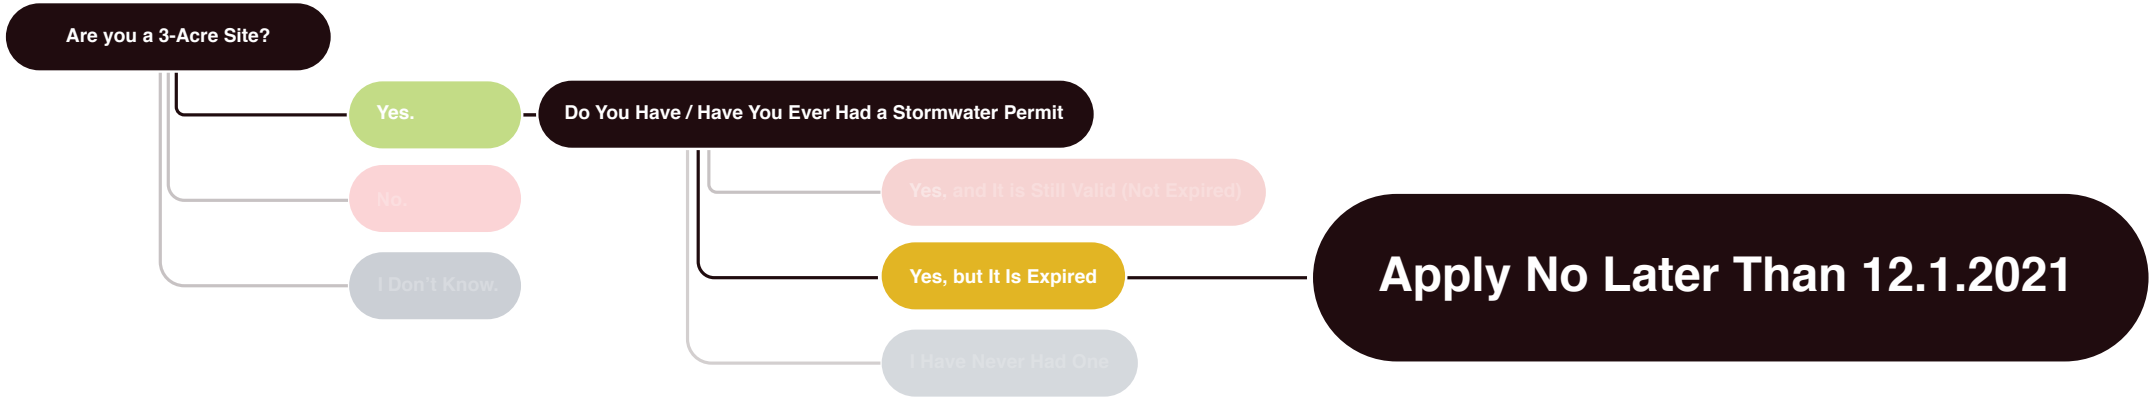 Are you a 3-Acre Site?
Yes.
Do You Have / Have You Ever Had a Stormwater Permit
No.
Yes, and It is Still Valid (Not Expired)
I Don't Know.
Yes, but It Is Expired
Apply No Later Than 12.1.2021
I Have Never Had One